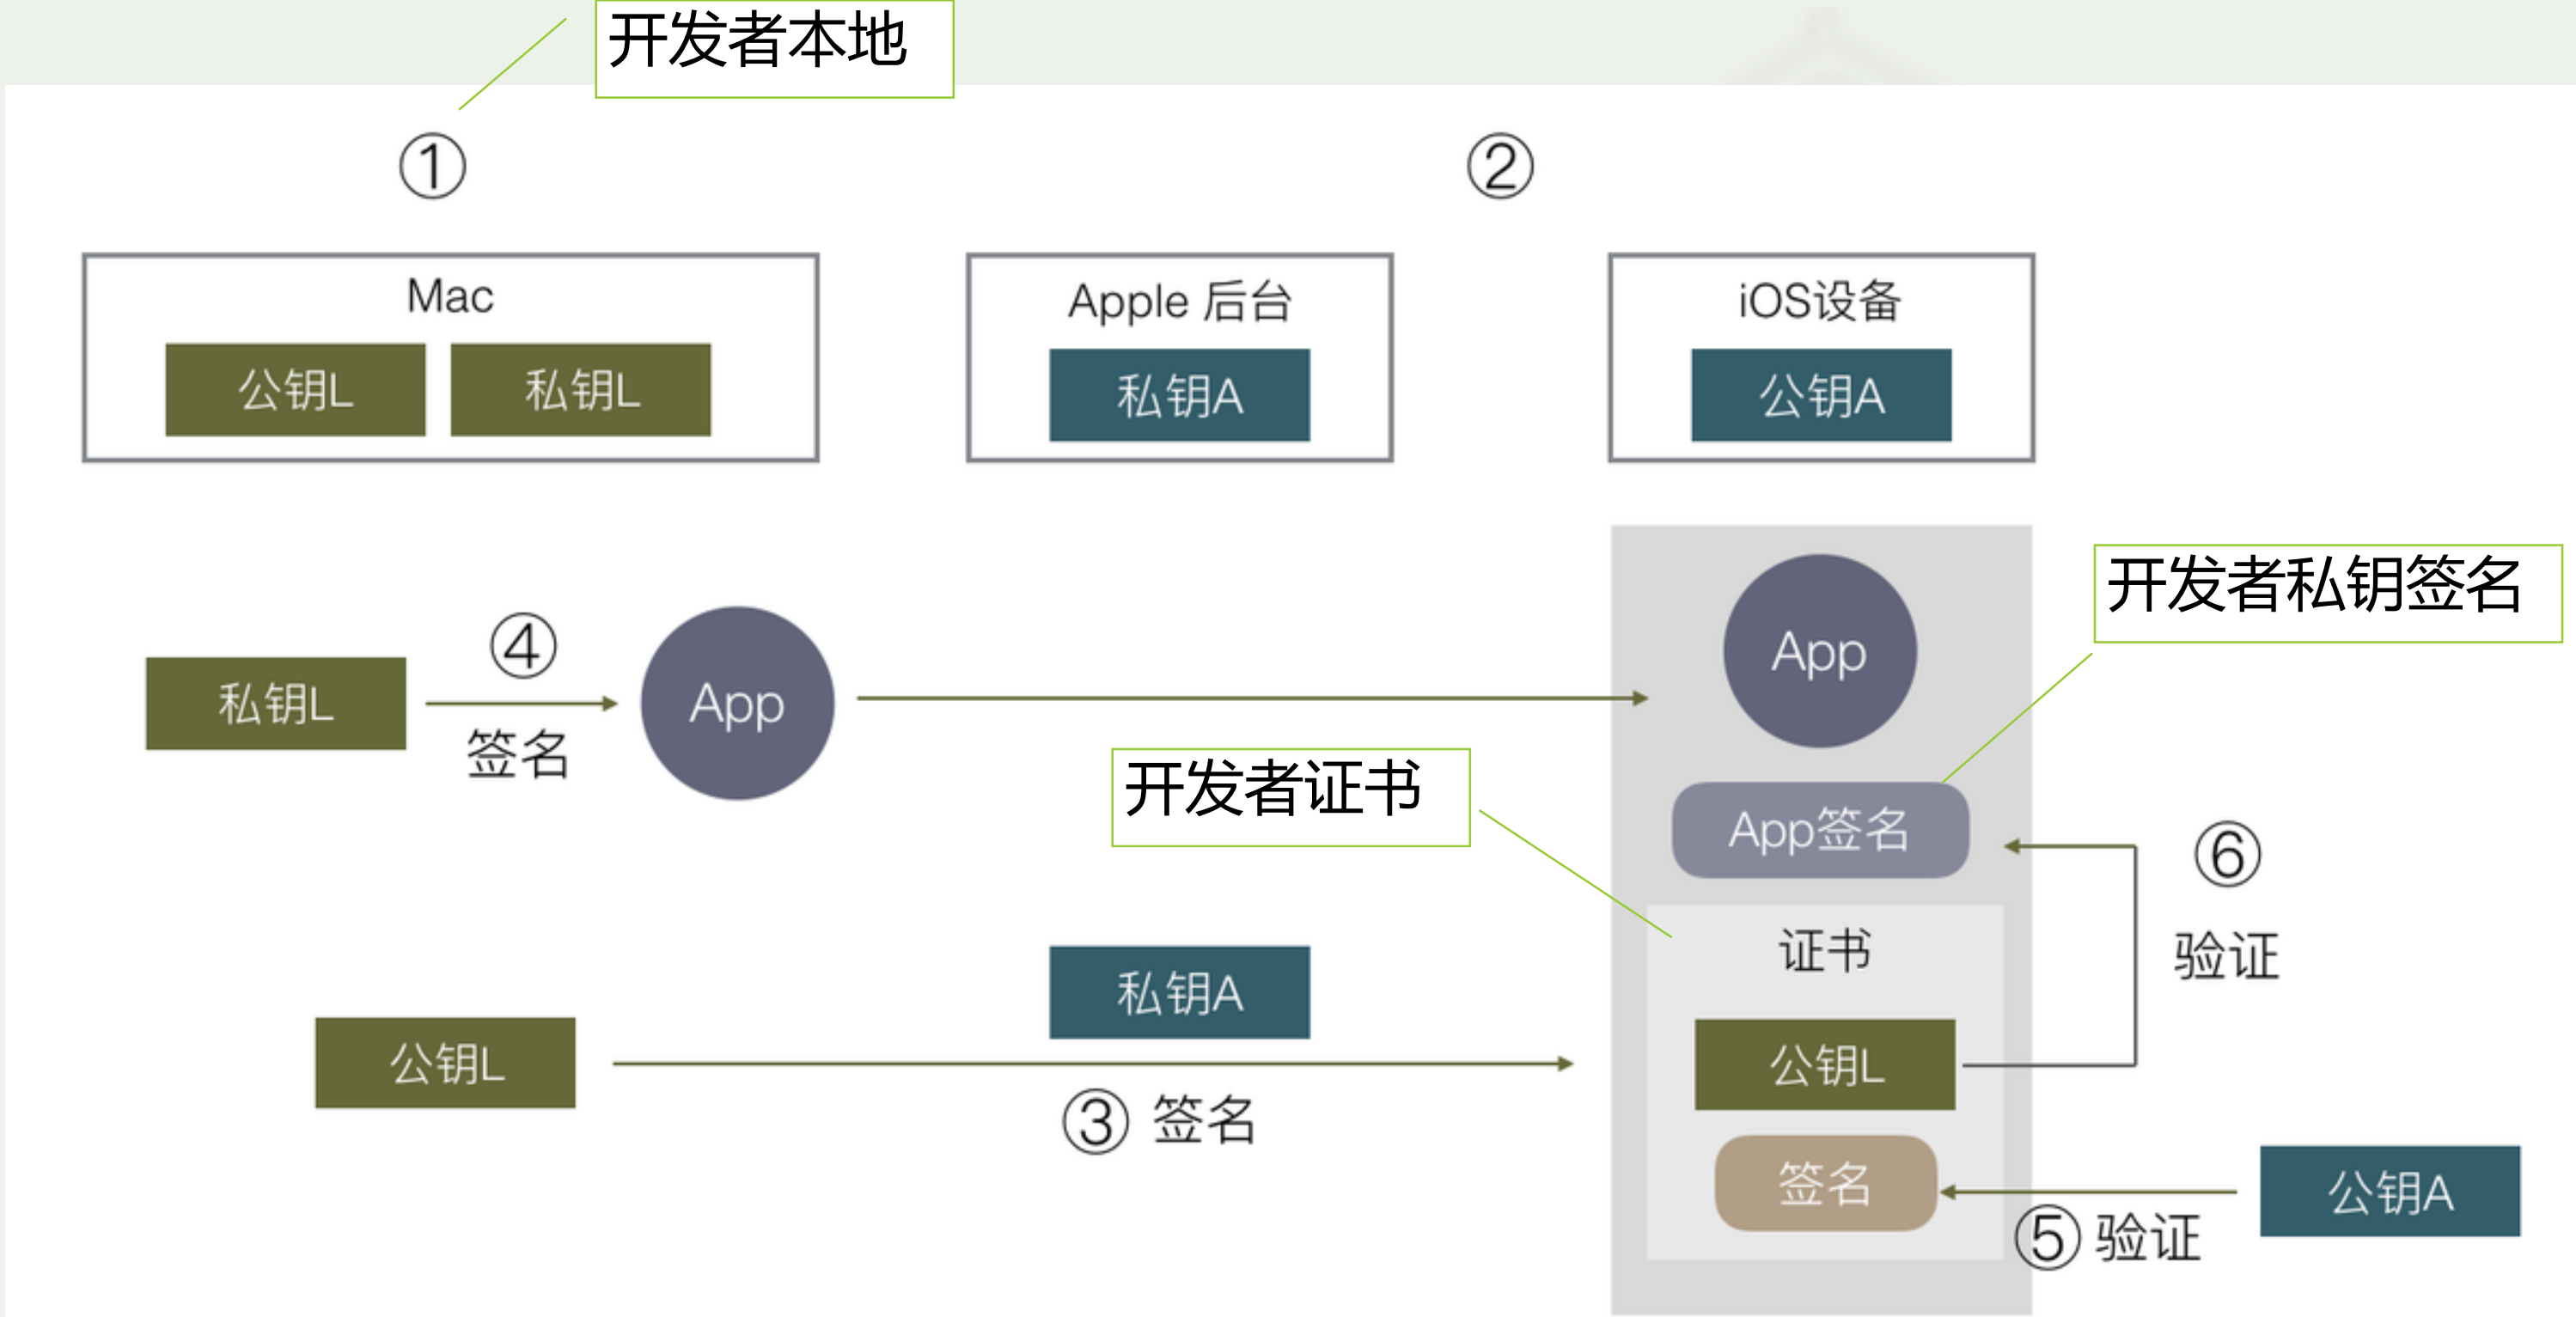 开发者本地
①
②
Mac
公钥L
私钥L
Apple 后台
私钥A
iOS设备
公钥A
私钥L
④
签名
App
App
开发者私钥签名
App签名
开发者证书
⑥
验证
证书
公钥L
私钥A
③ 签名
公钥L
签名
⑤ 验证
公钥A